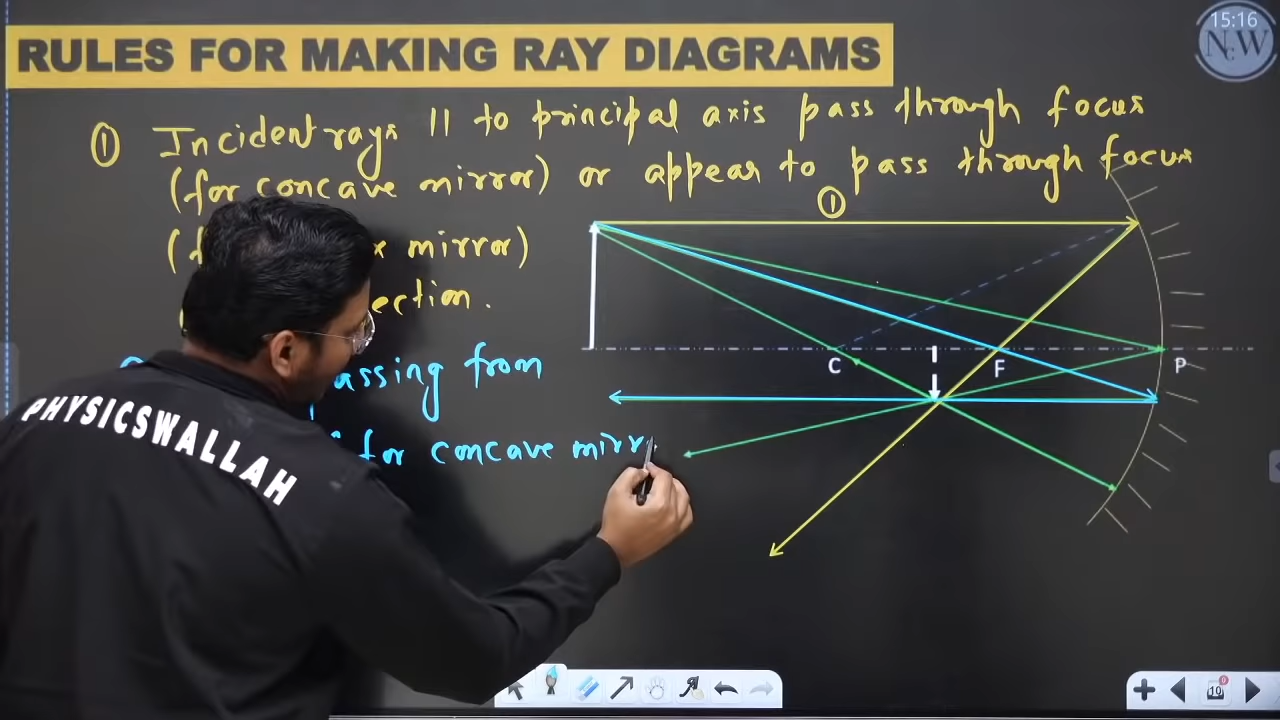 15:16
N.W
RULES FOR MAKING RAY DIAGRAMS
① Incident rays || to principal axis pass through focus
(for concave mirror) or appear to pass through focus
①
mirror)
ection.
assing from
for concave mirr
C F P
PHYSICSWALLAH
10